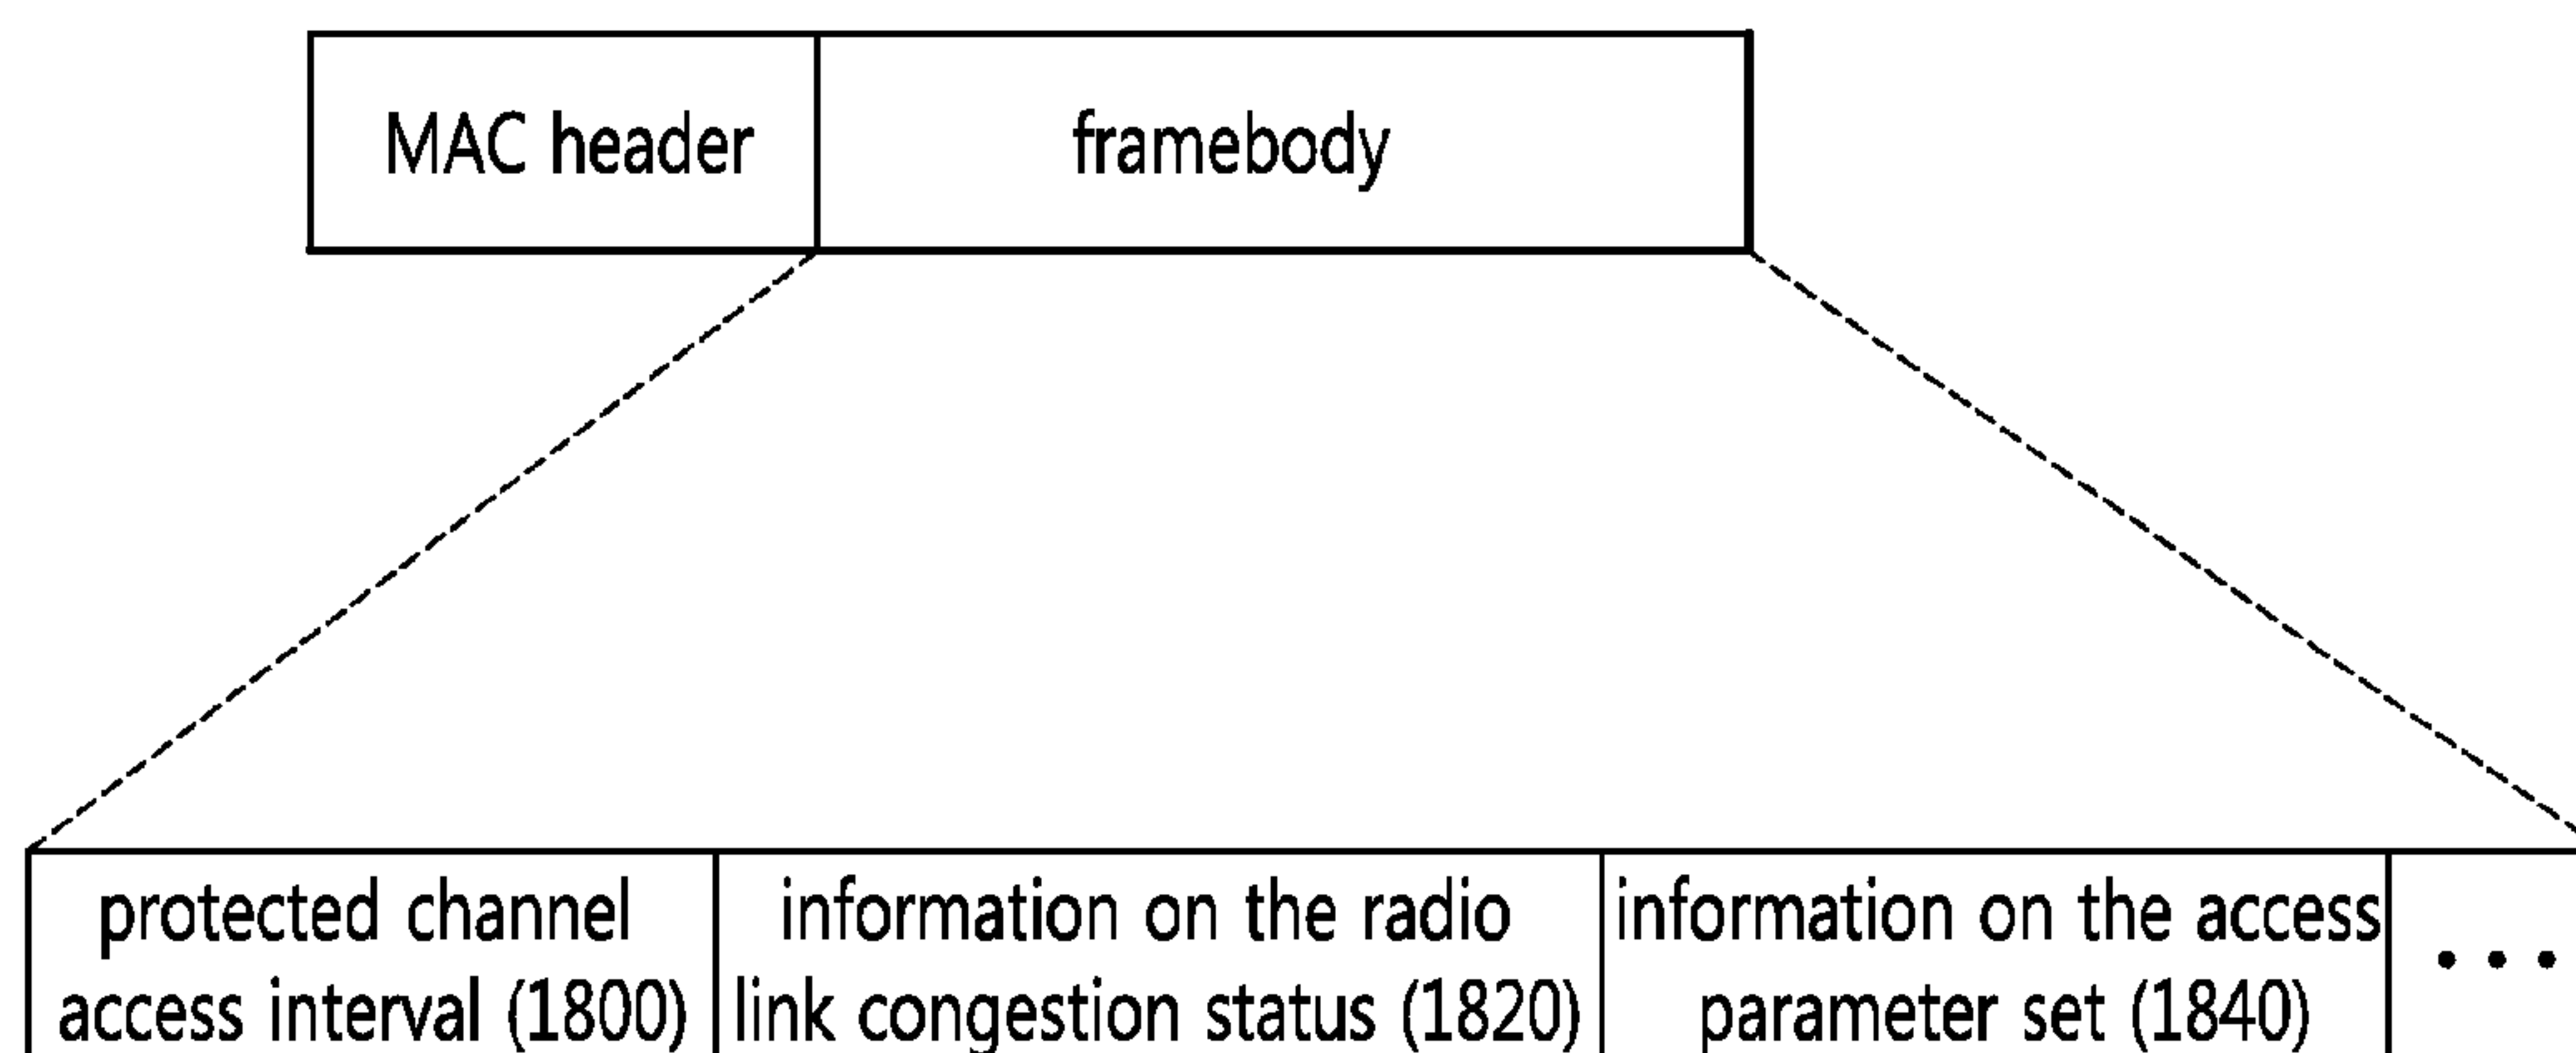 MAC header
framebody
protected channel
access interval (1800)
information on the radio
link congestion status (1820)
information on the access
parameter set (1840)
• • •